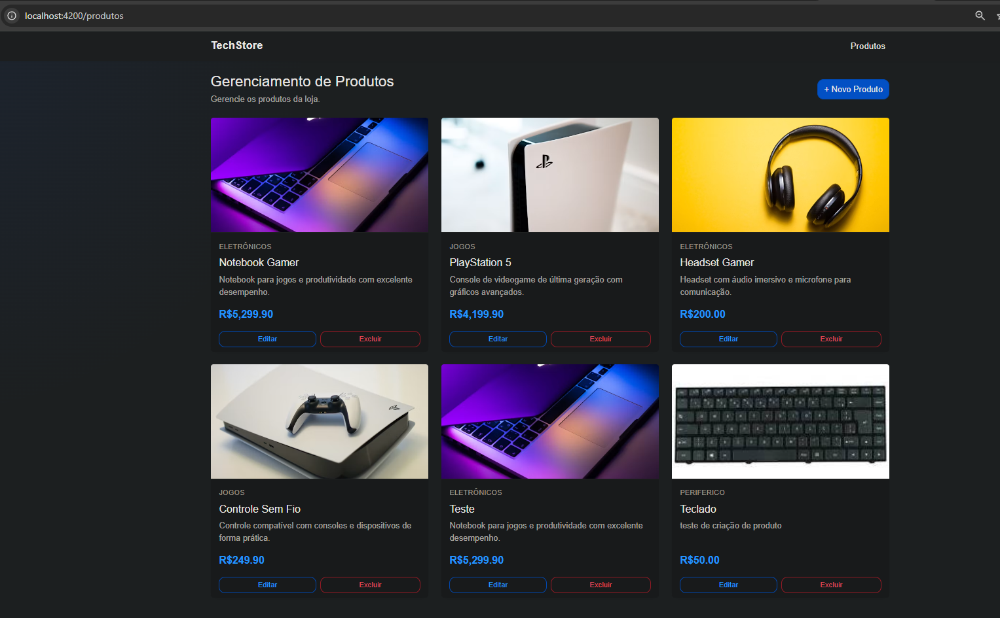 localhost:4200/produtos
TechStore
Produtos
Gerenciamento de Produtos
Gerencie os produtos da loja.
+ Novo Produto
ELETRÔNICOS
Notebook Gamer
Notebook para jogos e produtividade com excelente
desempenho.
R$5,299.90
Editar
Excluir
JOGOS
PlayStation 5
Console de videogame de última geração com
gráficos avançados.
R$4,199.90
Editar
Excluir
ELETRÔNICOS
Headset Gamer
Headset com áudio imersivo e microfone para
comunicação.
R$200.00
Editar
Excluir
JOGOS
Controle Sem Fio
Controle compatível com consoles e dispositivos de
forma prática.
R$249.90
Editar
Excluir
ELETRÔNICOS
Teste
Notebook para jogos e produtividade com excelente
desempenho.
R$5,299.90
Editar
Excluir
PERIFERICO
Teclado
teste de criação de produto
R$50.00
Editar
Excluir